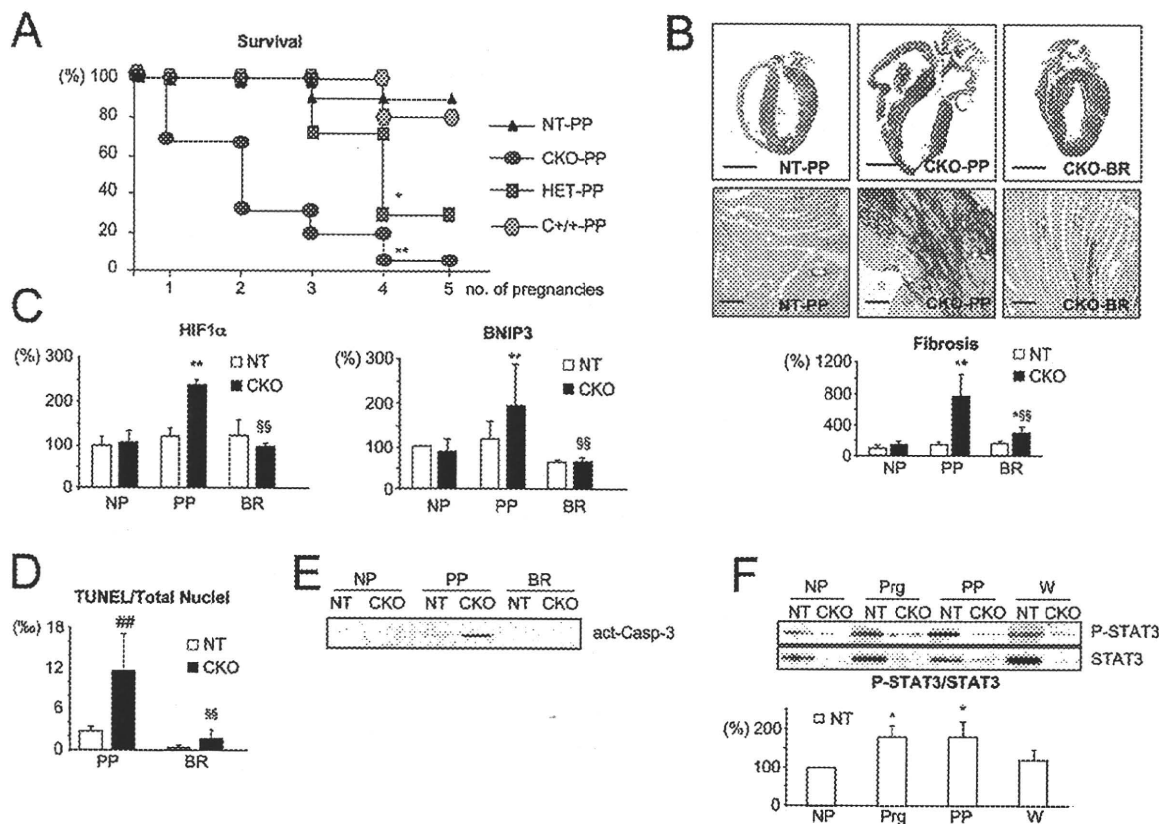 A
Survival
(%)
100
80
60
40
20
0
1 2 3 4 5
no. of pregnancies
*
**
NT-PP
CKO-PP
HET-PP
C+/+-PP
B
NT-PP CKO-PP CKO-BR
*
NT-PP CKO-PP CKO-BR
Fibrosis
(%)
1200
800
400
0
NT
CKO
**
*§§
NP PP BR
C
HIF1α
(%)
300
200
100
0
NT
CKO
**
§§
NP PP BR
BNIP3
(%)
300
200
100
0
NT
CKO
**
§§
NP PP BR
D
TUNEL/Total Nuclei
(‰)
18
12
6
0
NT
CKO
##
§§
PP BR
E
NP PP BR
NT CKO NT CKO NT CKO
act-Casp-3
F
NP Prg PP W
NT CKO NT CKO NT CKO NT CKO
P-STAT3
STAT3
P-STAT3/STAT3
(%)
200
100
0
NT
*
*
NP Prg PP W